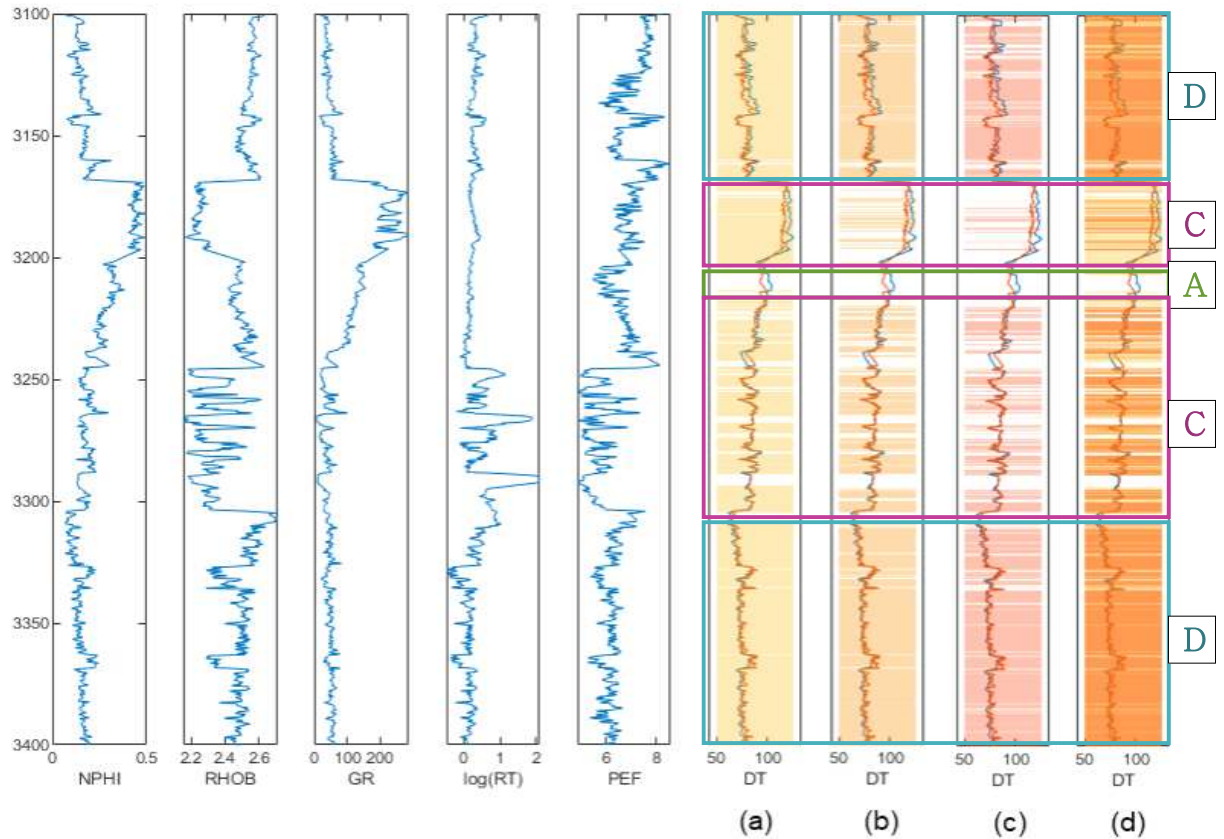 3100
3150
3200
3250
3300
3350
3400
0 0.5
NPHI
2.2 2.4 2.6
RHOB
0 100 200
GR
0 1 2
log(RT)
6 8
PEF
50 100
DT
(a)
50 100
DT
(b)
50 100
DT
(c)
50 100
DT
(d)
D
C
A
C
D